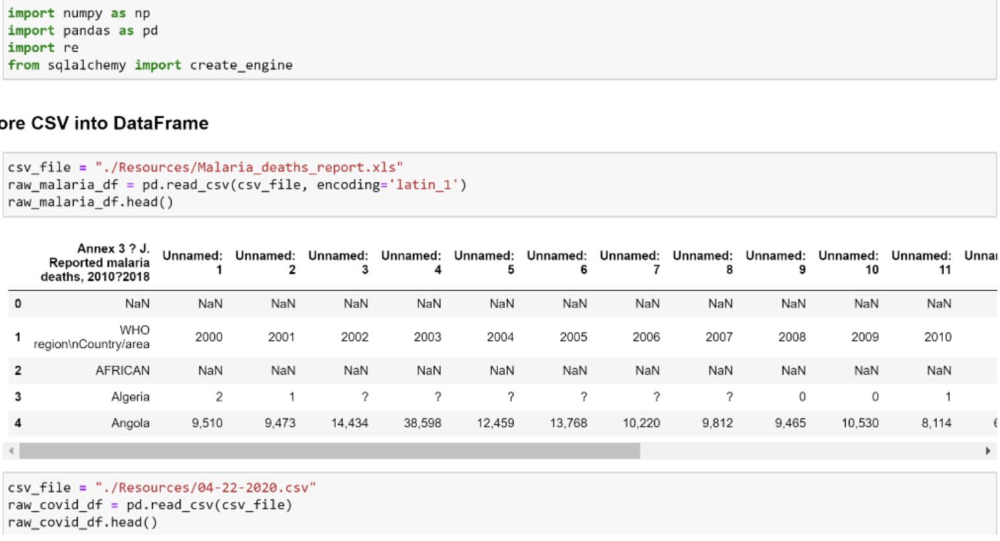 import numpy as np
import pandas as pd
import re
from sqlalchemy import create_engine
ore CSV into DataFrame
csv_file = "./Resources/Malaria_deaths_report.xls"
raw_malaria_df = pd.read_csv(csv_file, encoding='latin_1')
raw_malaria_df.head()
Annex 3 ? J. Reported malaria deaths, 2010?2018 Unnamed: 1 Unnamed: 2 Unnamed: 3 Unnamed: 4 Unnamed: 5 Unnamed: 6 Unnamed: 7 Unnamed: 8 Unnamed: 9 Unnamed: 10 Unnamed: 11
0 NaN NaN NaN NaN NaN NaN NaN NaN NaN NaN NaN NaN
1 WHO region\nCountry/area 2000 2001 2002 2003 2004 2005 2006 2007 2008 2009 2010
2 AFRICAN NaN NaN NaN NaN NaN NaN NaN NaN NaN NaN NaN
3 Algeria 2 1 ? ? ? ? ? ? 0 0 1
4 Angola 9,510 9,473 14,434 38,598 12,459 13,768 10,220 9,812 9,465 10,530 8,114
csv_file = "./Resources/04-22-2020.csv"
raw_covid_df = pd.read_csv(csv_file)
raw_covid_df.head()